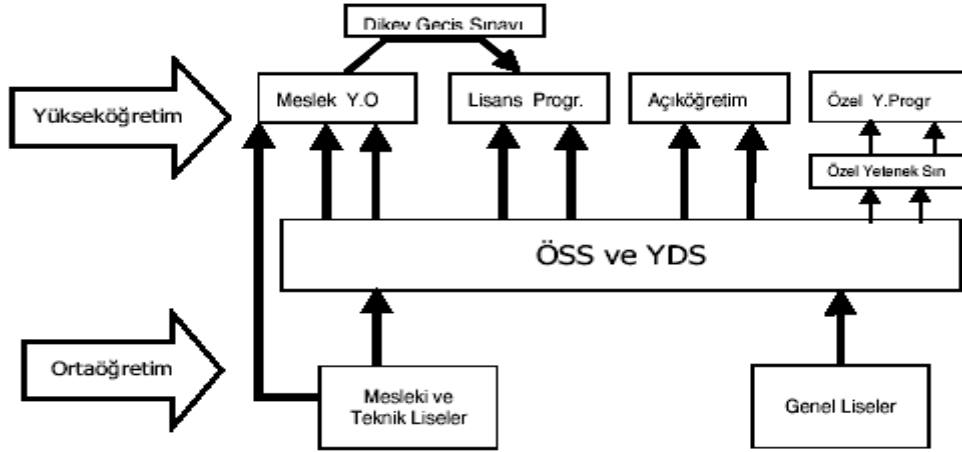 Dikey Geçiş Sınavı
Yükseköğretim
Meslek Y.O
Lisans Progr.
Açıköğretim
Özel Y.Progr
Özel Yetenek Sın
ÖSS ve YDS
Ortaöğretim
Mesleki ve
Teknik Liseler
Genel Liseler